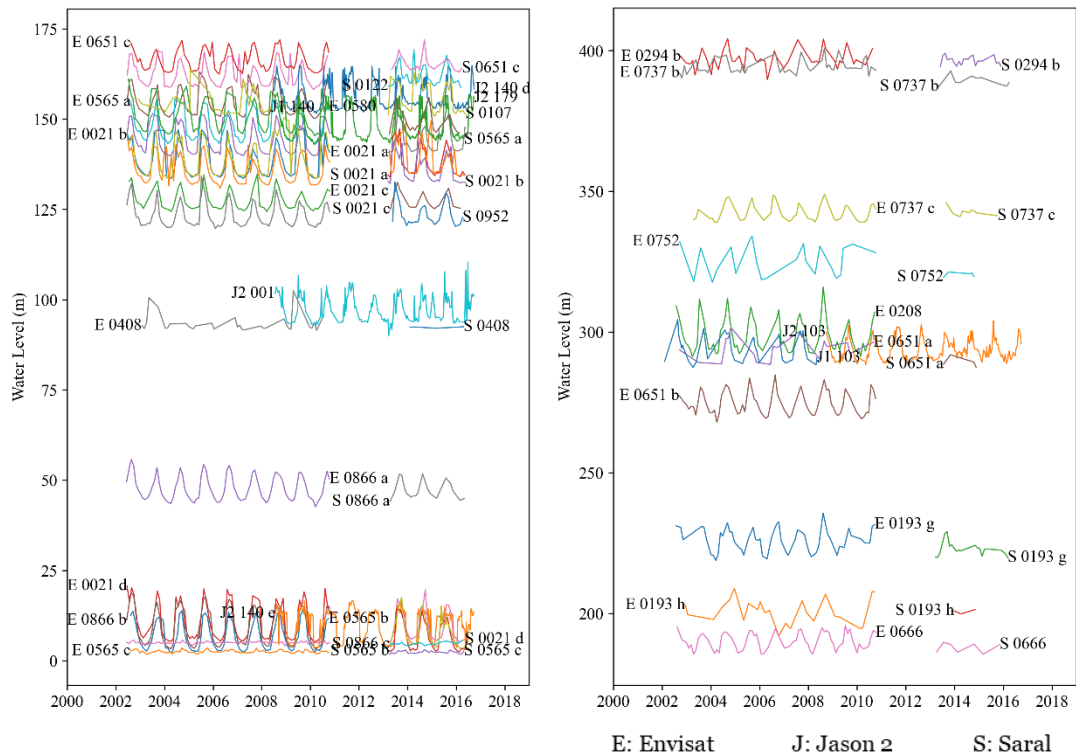 175
150
125
100
75
50
25
0
Water Level (m)
E 0651 c
S 0651 c
S 0122
J2 140 d
J2 179
E 0565 a
J1 140
E 0580
S 0107
E 0021 b
S 0565 a
E 0021 a
S 0021 a
S 0021 b
E 0021 c
S 0021 c
S 0952
J2 001
E 0408
S 0408
E 0866 a
S 0866 a
E 0021 d
E 0866 b
J2 140 e
E 0565 b
S 0866 c
S 0021 d
E 0565 c
S 0565 b
S 0565 c
2000 2002 2004 2006 2008 2010 2012 2014 2016 2018
400
350
300
250
200
Water Level (m)
E 0294 b
S 0294 b
E 0737 b
S 0737 b
E 0737 c
S 0737 c
E 0752
S 0752
E 0208
J2 103
E 0651 a
J1 103
S 0651 a
E 0651 b
E 0193 g
S 0193 g
E 0193 h
S 0193 h
E 0666
S 0666
2000 2002 2004 2006 2008 2010 2012 2014 2016 2018
E: Envisat J: Jason 2 S: Saral